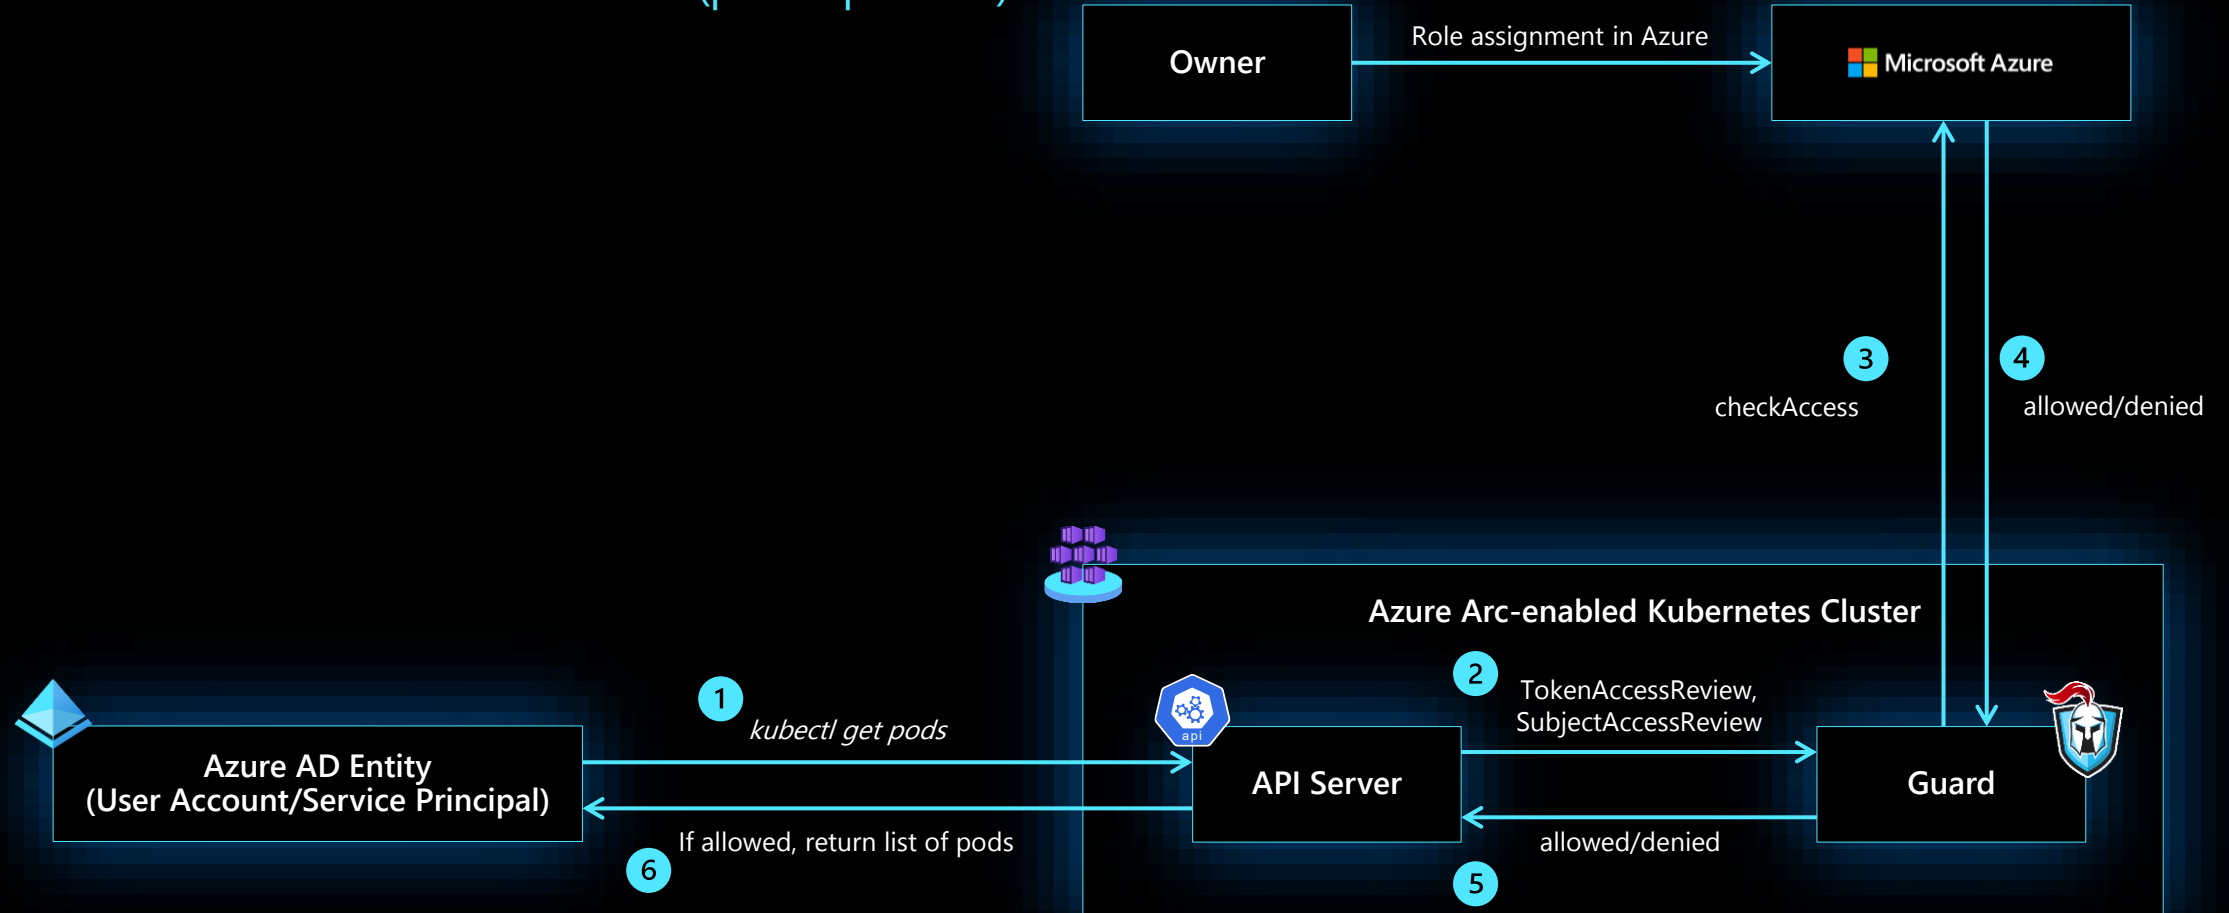 Owner
Role assignment in Azure
Microsoft Azure
3
4
checkAccess
allowed/denied
Azure Arc-enabled Kubernetes Cluster
1
kubectl get pods
2
TokenAccessReview,
SubjectAccessReview
api
Azure AD Entity
(User Account/Service Principal)
API Server
Guard
If allowed, return list of pods
6
allowed/denied
5